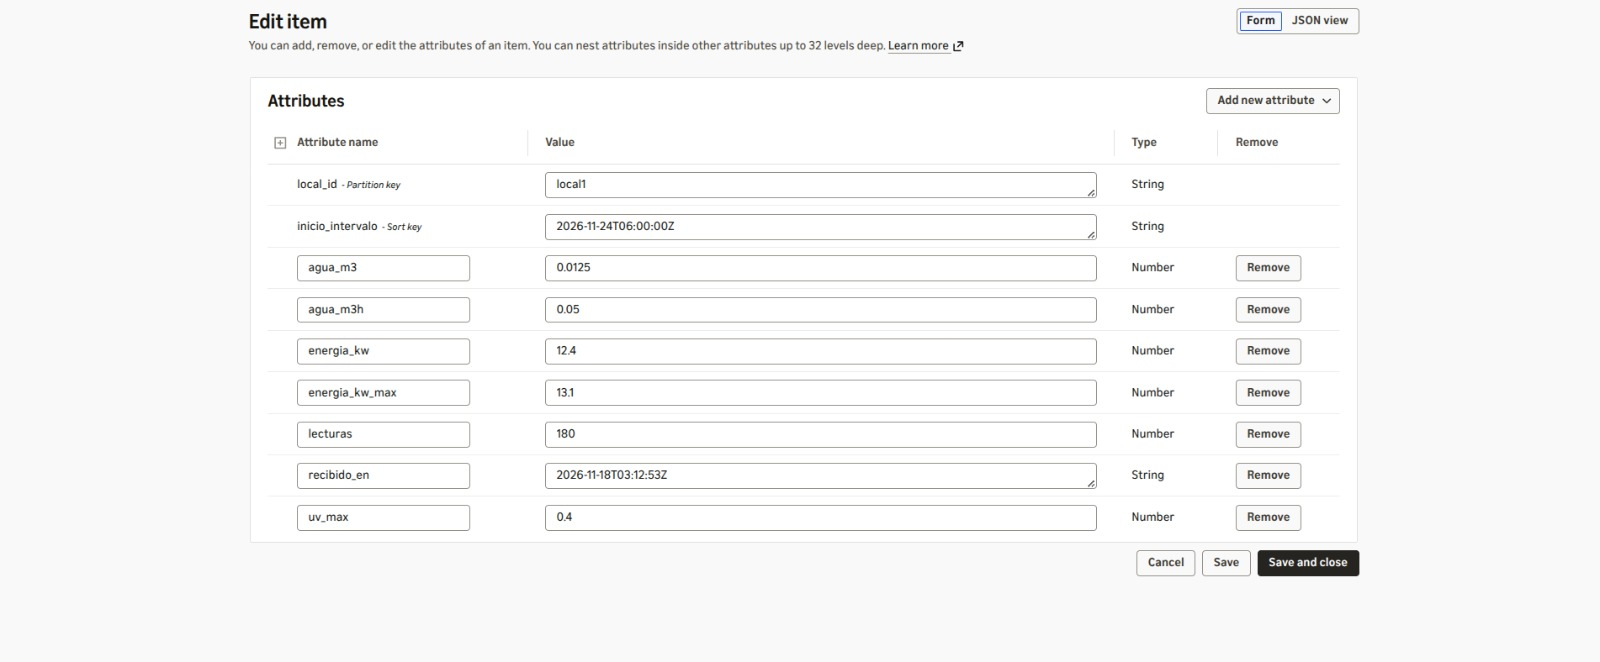 Edit item
Form JSON view
You can add, remove, or edit the attributes of an item. You can nest attributes inside other attributes up to 32 levels deep. Learn more
Attributes
Add new attribute
Attribute name Value Type Remove
local_id - Partition key local1 String
inicio_intervalo - Sort key 2026-11-24T06:00:00Z String
agua_m3 0.0125 Number Remove
agua_m3h 0.05 Number Remove
energia_kw 12.4 Number Remove
energia_kw_max 13.1 Number Remove
lecturas 180 Number Remove
recibido_en 2026-11-18T03:12:53Z String Remove
uv_max 0.4 Number Remove
Cancel Save Save and close